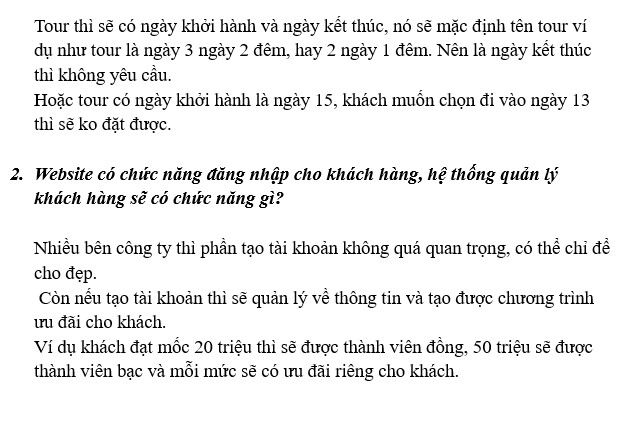 Tour thì sẽ có ngày khởi hành và ngày kết thúc, nó sẽ mặc định tên tour ví
dụ như tour là ngày 3 ngày 2 đêm, hay 2 ngày 1 đêm. Nên là ngày kết thúc
thì không yêu cầu.
Hoặc tour có ngày khởi hành là ngày 15, khách muốn chọn đi vào ngày 13
thì sẽ ko đặt được.
2. Website có chức năng đăng nhập cho khách hàng, hệ thống quản lý
khách hàng sẽ có chức năng gì?
Nhiều bên công ty thì phần tạo tài khoản không quá quan trọng, có thể chỉ để
cho đẹp.
Còn nếu tạo tài khoản thì sẽ quản lý về thông tin và tạo được chương trình
ưu đãi cho khách.
Ví dụ khách đạt mốc 20 triệu thì sẽ được thành viên đồng, 50 triệu sẽ được
thành viên bạc và mỗi mức sẽ có ưu đãi riêng cho khách.